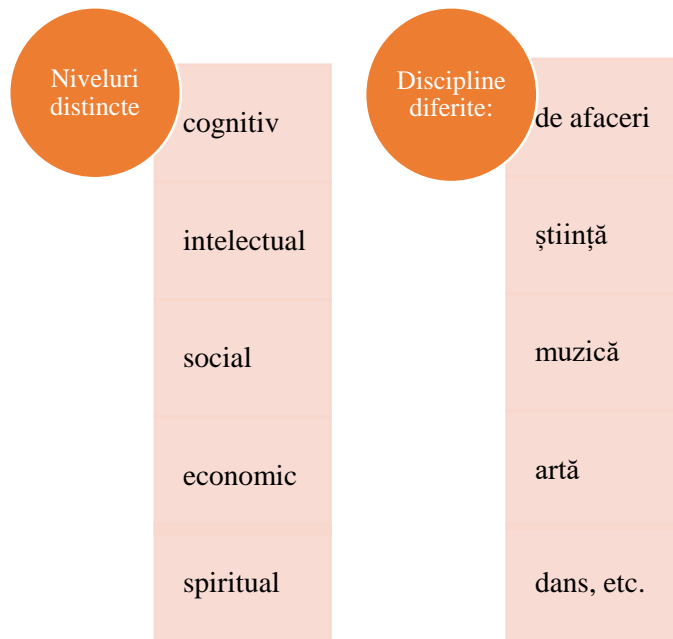 Niveluri
distincte
cognitiv
intelectual
social
economic
spiritual
Discipline
diferite:
de afaceri
știință
muzică
artă
dans, etc.